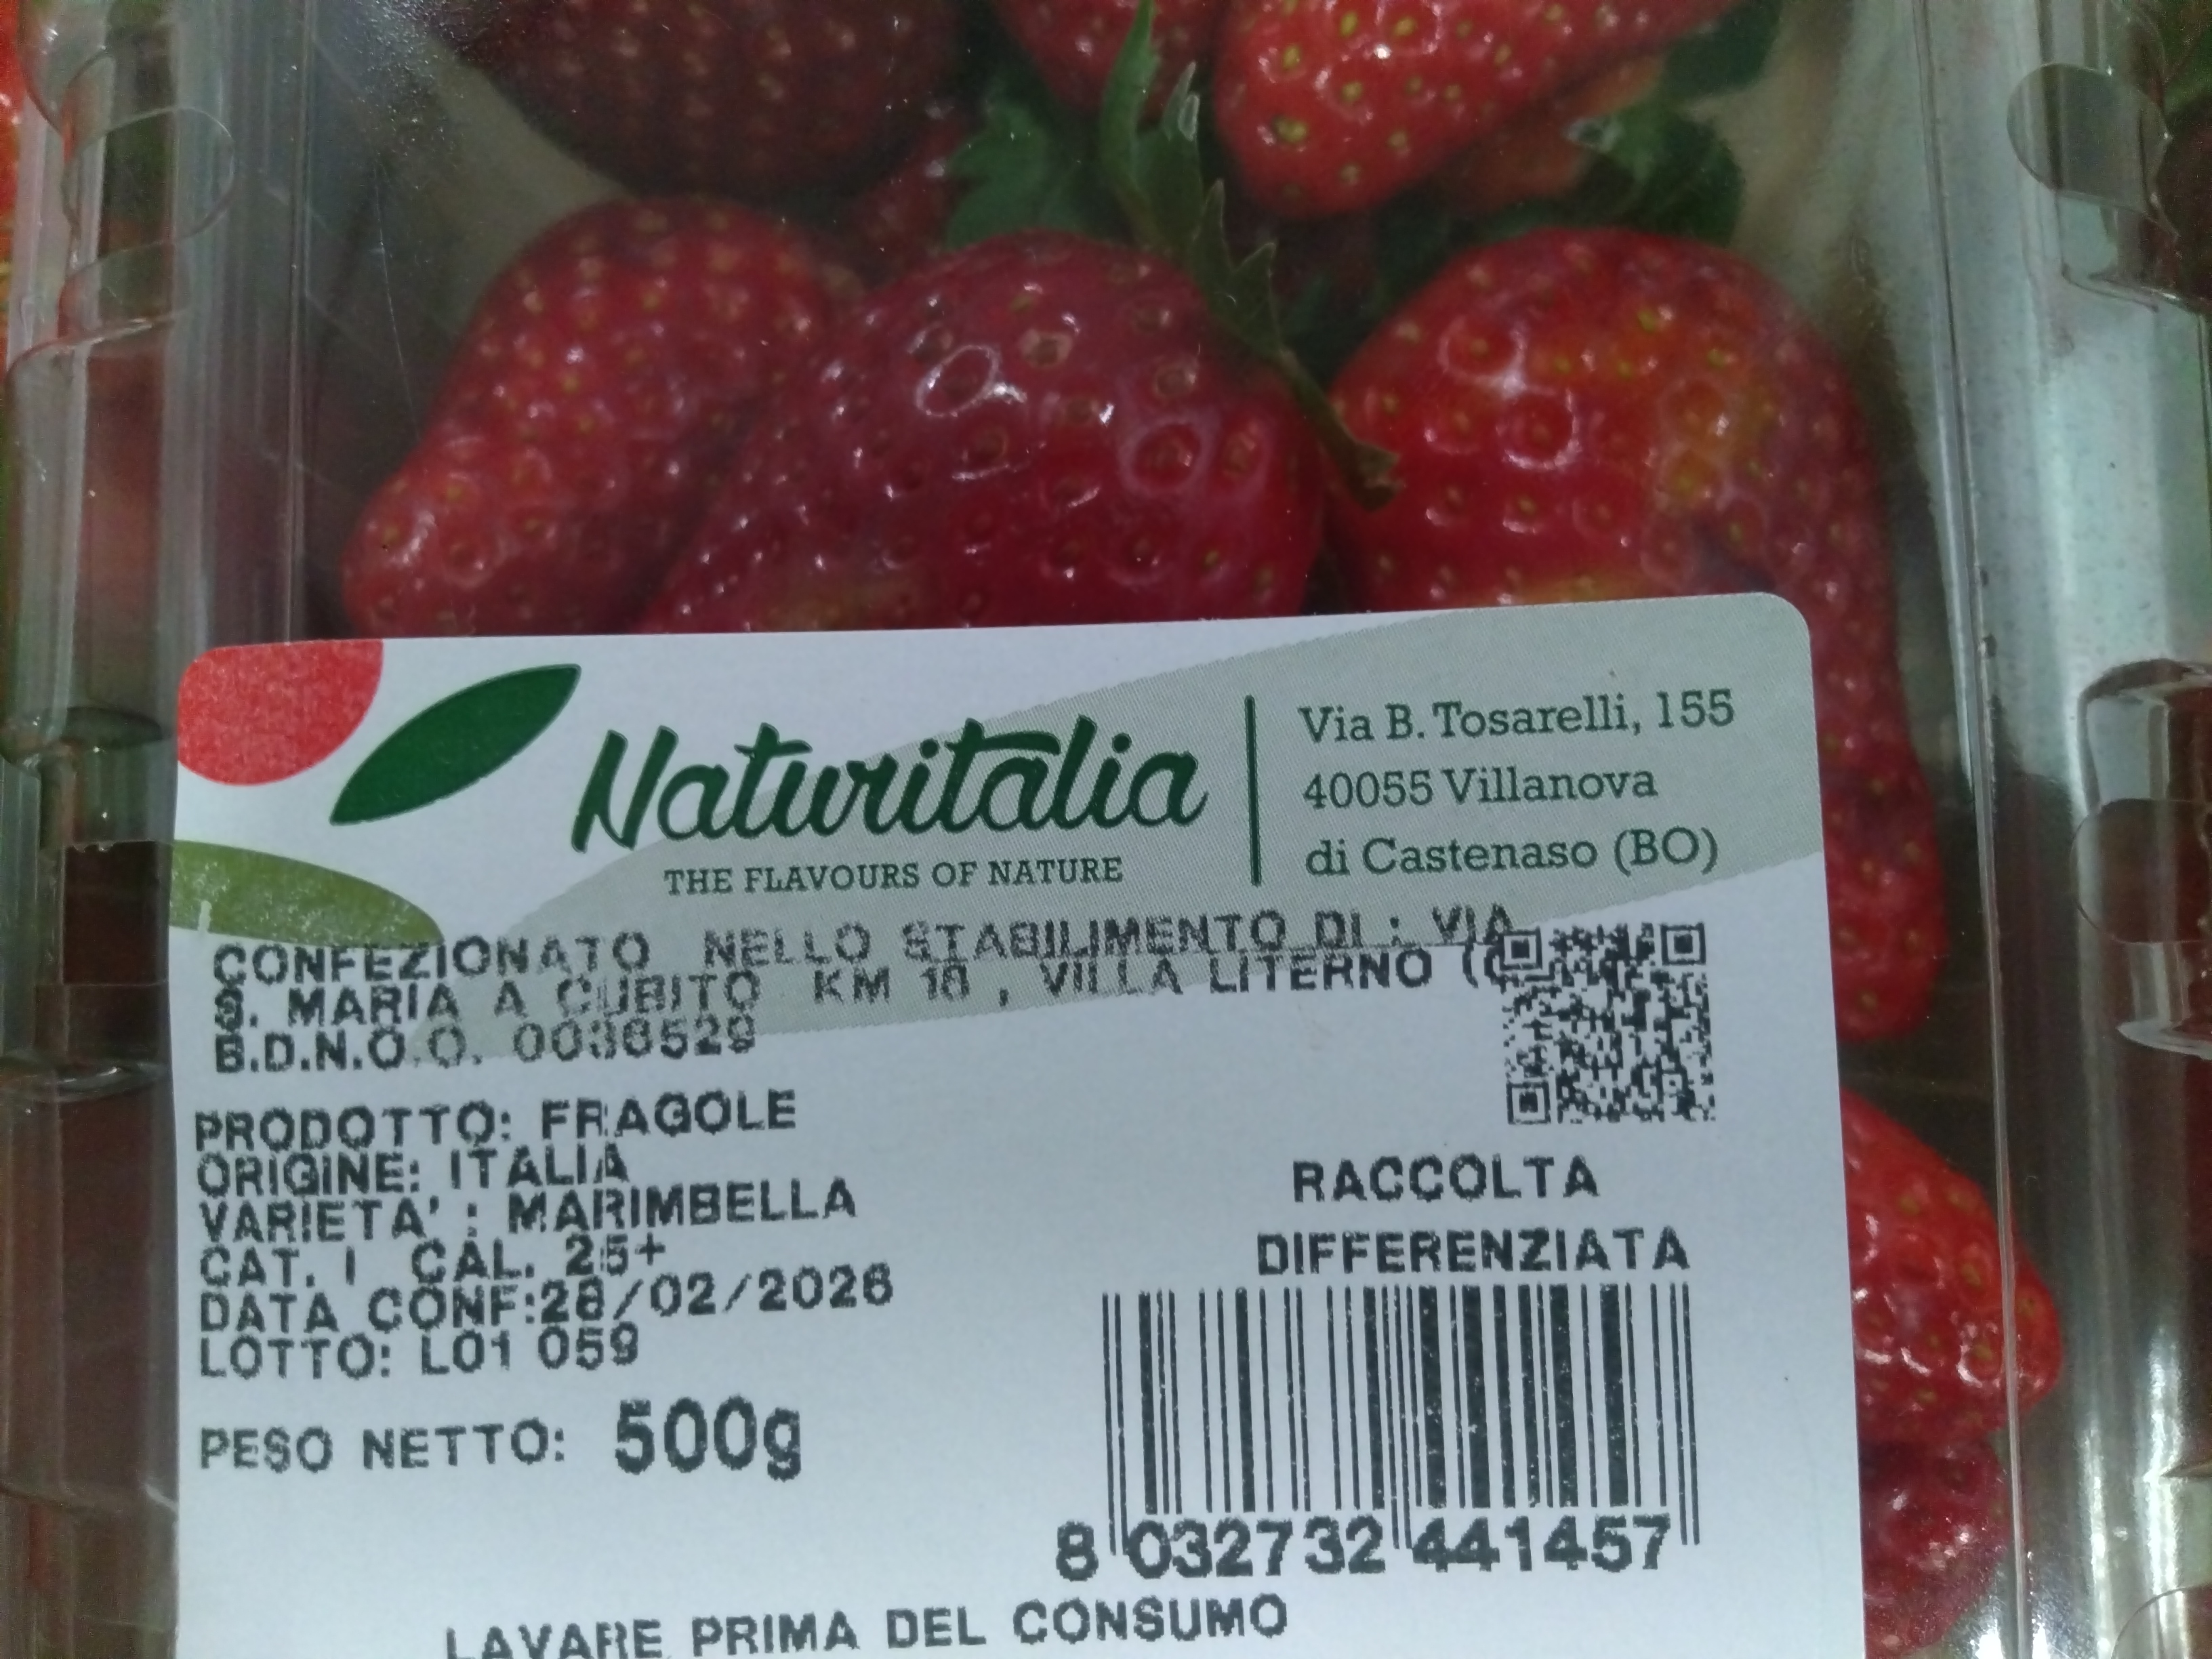 Naturitalia
THE FLAVOURS OF NATURE
Via B. Tosarelli, 155
40055 Villanova
di Castenaso (BO)
CONFEZIONATO NELLO STABILIMENTO DI : VIA
S. MARIA A CUBITO KM 18 , VILLA LITERNO (
B.D.N.O.O. 0036529
PRODOTTO: FRAGOLE
ORIGINE: ITALIA
VARIETA' : MARIMBELLA
CAT. I CAL. 25+
DATA CONF:28/02/2026
LOTTO: L01 059
PESO NETTO: 500g
RACCOLTA
DIFFERENZIATA
8 032732 441457
LAVARE PRIMA DEL CONSUMO